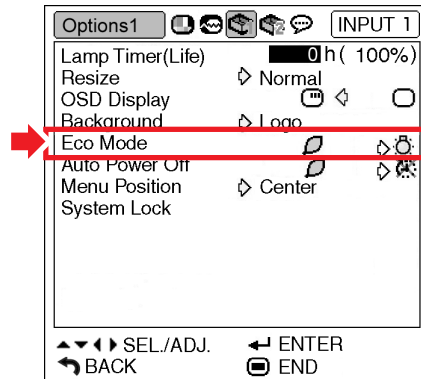 Options1 2 INPUT 1
Lamp Timer(Life) 0 h ( 100%)
Resize Normal
OSD Display
Background Logo
Eco Mode
Auto Power Off
Menu Position Center
System Lock
SEL./ADJ. ENTER
BACK END